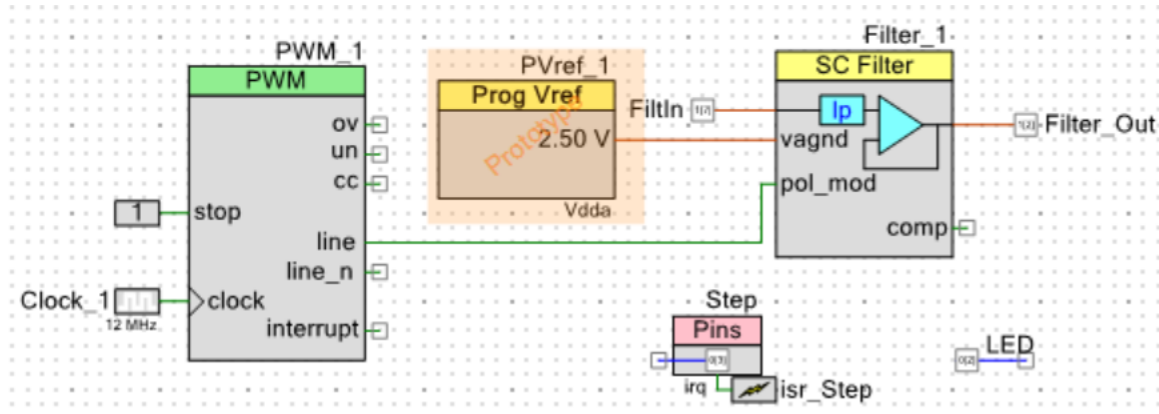 PWM_1
PWM
ov
un
cc
1
stop
line
line_n
Clock_1
clock
12 MHz
interrupt
PVref_1
Prog Vref
2.50 V
Prototype
Vdda
Filter_1
SC Filter
FiltIn
lp
Filter_Out
vagnd
pol_mod
comp
Step
Pins
irq
isr_Step
LED